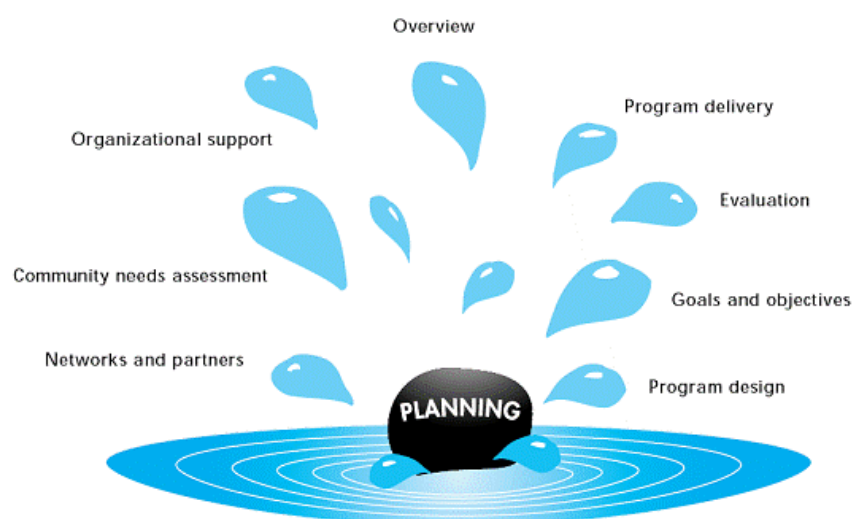 Overview
Program delivery
Organizational support
Evaluation
Community needs assessment
Goals and objectives
Networks and partners
Program design
PLANNING